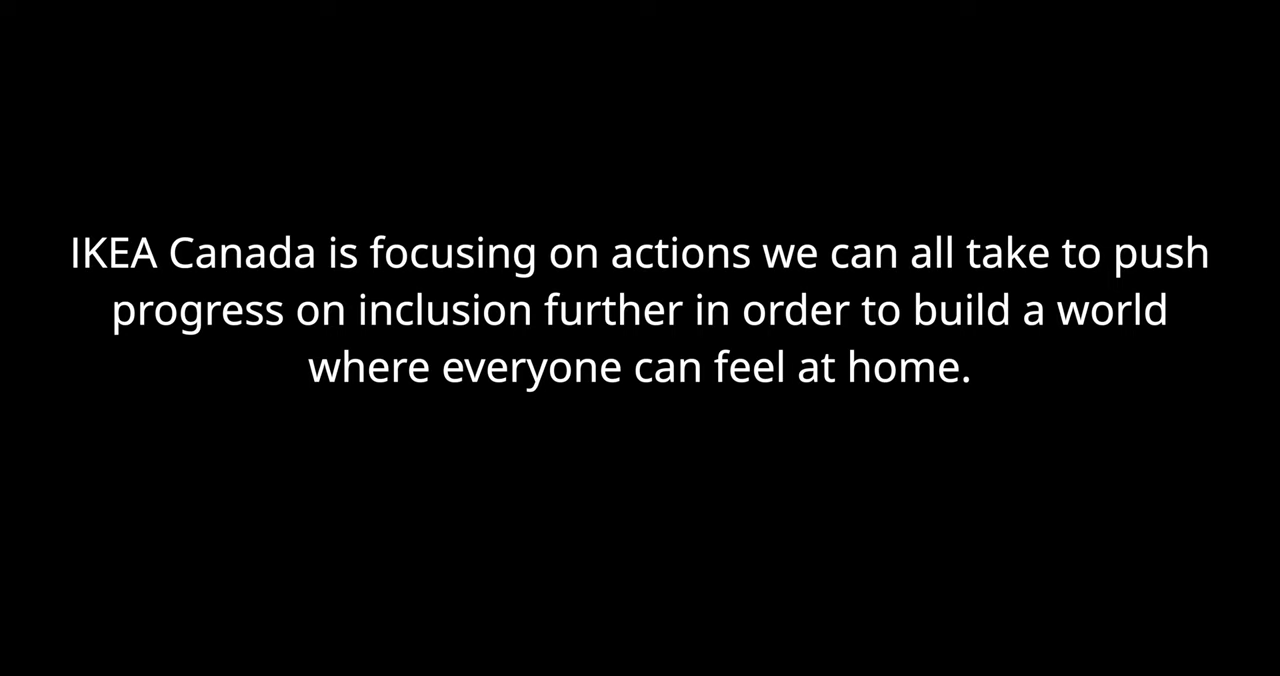 IKEA Canada is focusing on actions we can all take to push
progress on inclusion further in order to build a world
where everyone can feel at home.